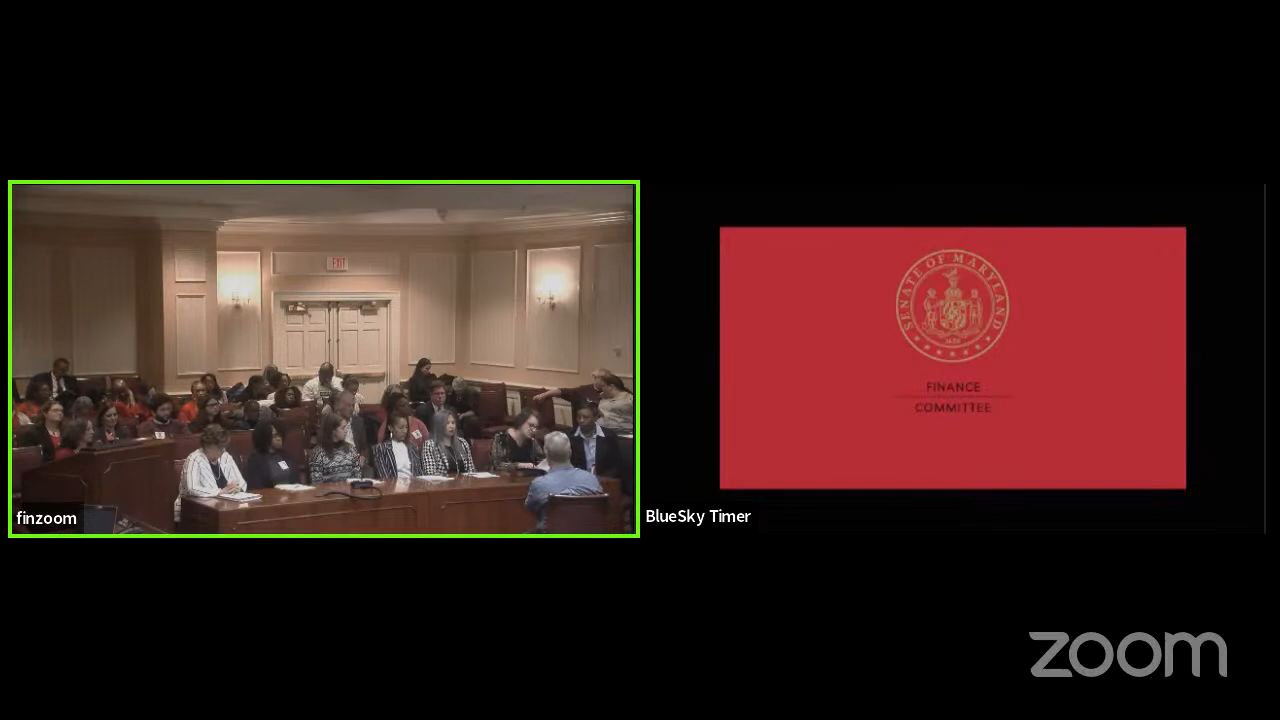 EXIT
finzoom
SENATE OF MARYLAND
FINANCE
COMMITTEE
BlueSky Timer
zoom